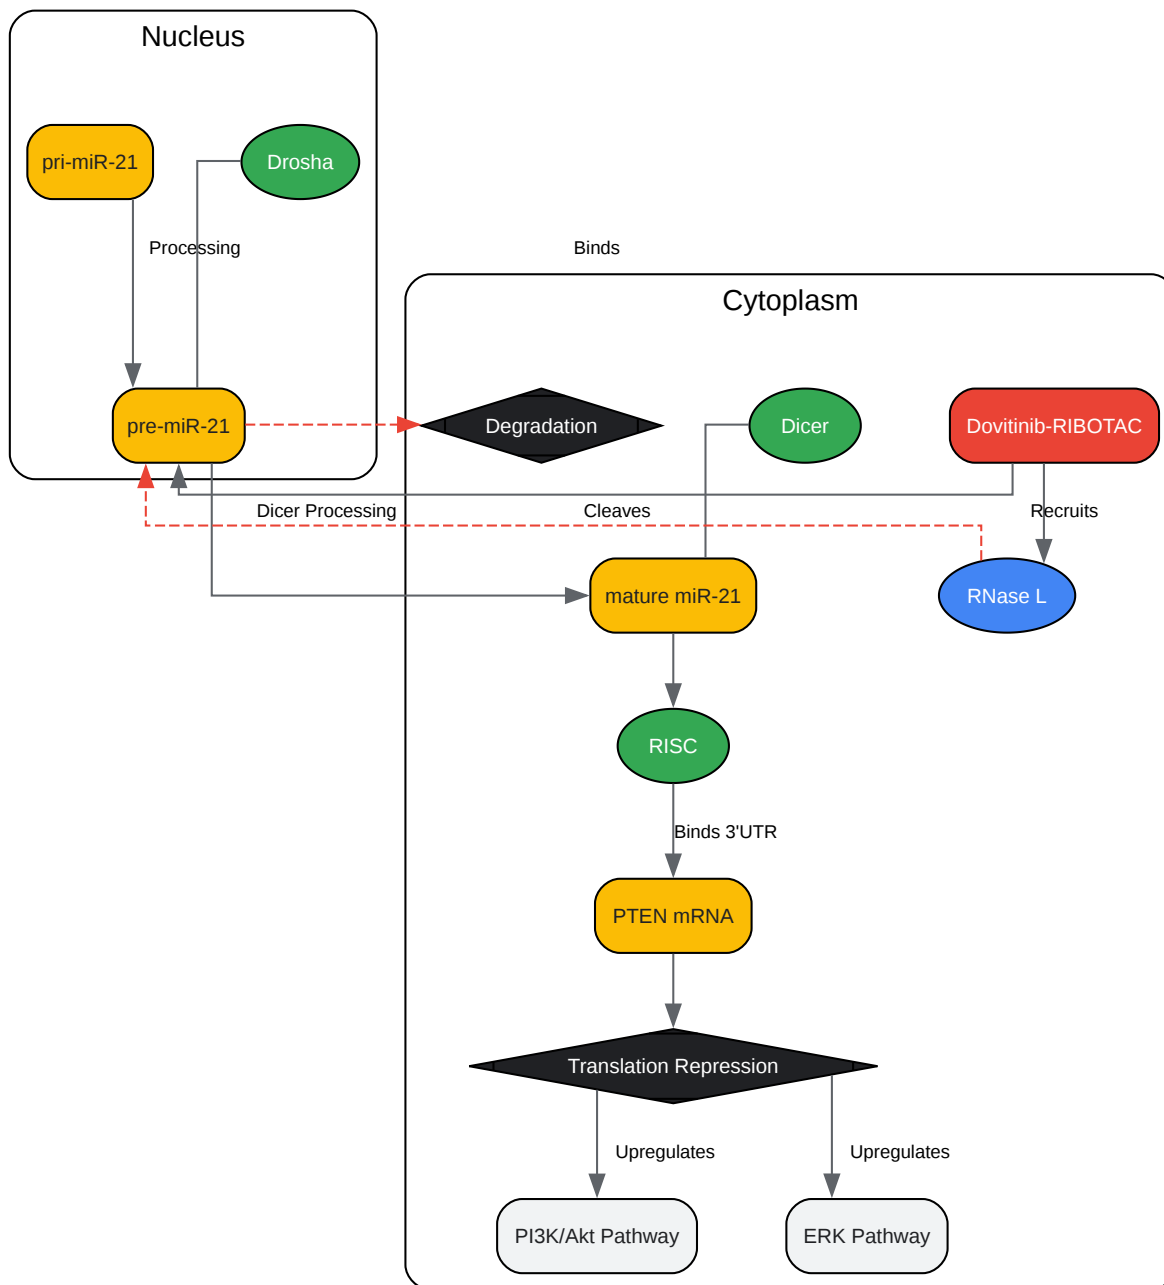 Nucleus
pri-miR-21
Drosha
Processing
Binds
Cytoplasm
pre-miR-21
Degradation
Dicer
Dovitinib-RIBOTAC
Dicer Processing
Cleaves
Recruits
mature miR-21
RNase L
RISC
Binds 3'UTR
PTEN mRNA
Translation Repression
Upregulates
Upregulates
PI3K/Akt Pathway
ERK Pathway